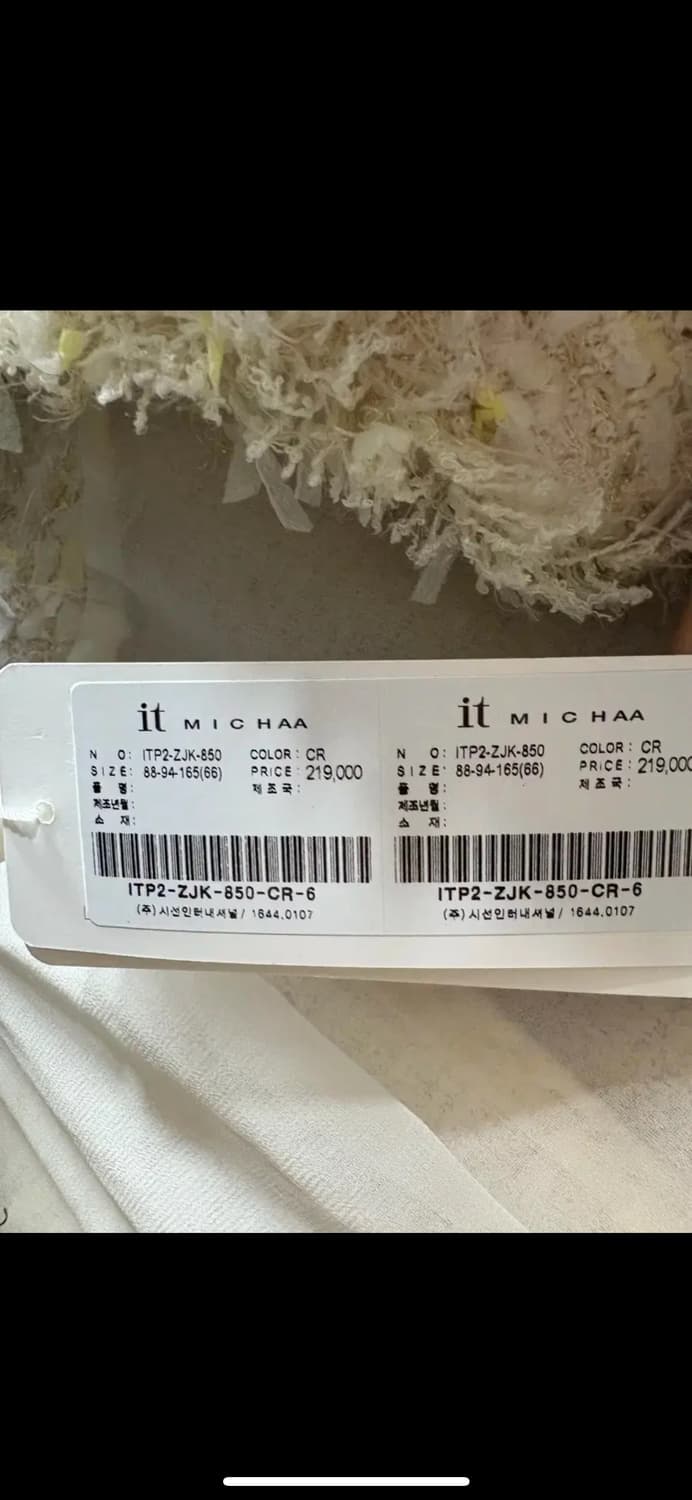 it MICHAA
N O: ITP2-ZJK-850 COLOR: CR
SIZE: 88-94-165(66) PRICE: 219,000
품 명: 제조국:
제조년월:
소 재:
ITP2-ZJK-850-CR-6
(주)시선인터내셔널/ 1644.0107
it MICHAA
N O: ITP2-ZJK-850 COLOR: CR
SIZE: 88-94-165(66) PRICE: 219,000
품 명: 제조국:
제조년월:
소 재:
ITP2-ZJK-850-CR-6
(주)시선인터내셔널/ 1644.0107